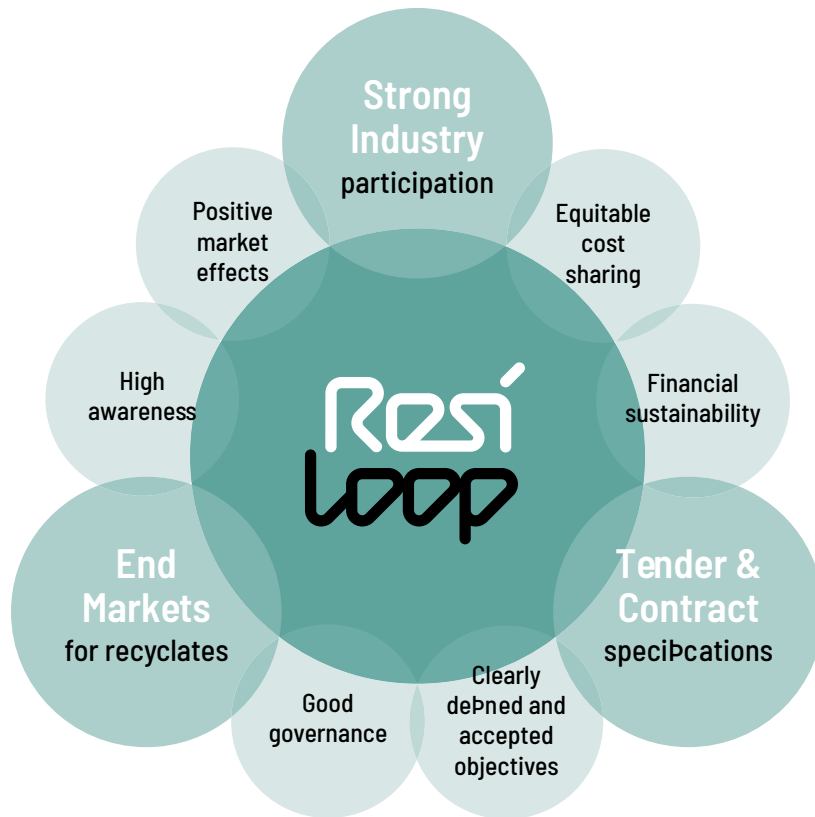 Strong
Industry
participation
Positive
market
effects
Equitable
cost
sharing
High
awareness
Financial
sustainability
Resi
loop
End
Markets
for recyclates
Tender &
Contract
speciÞcations
Good
governance
Clearly
deÞned and
accepted
objectives